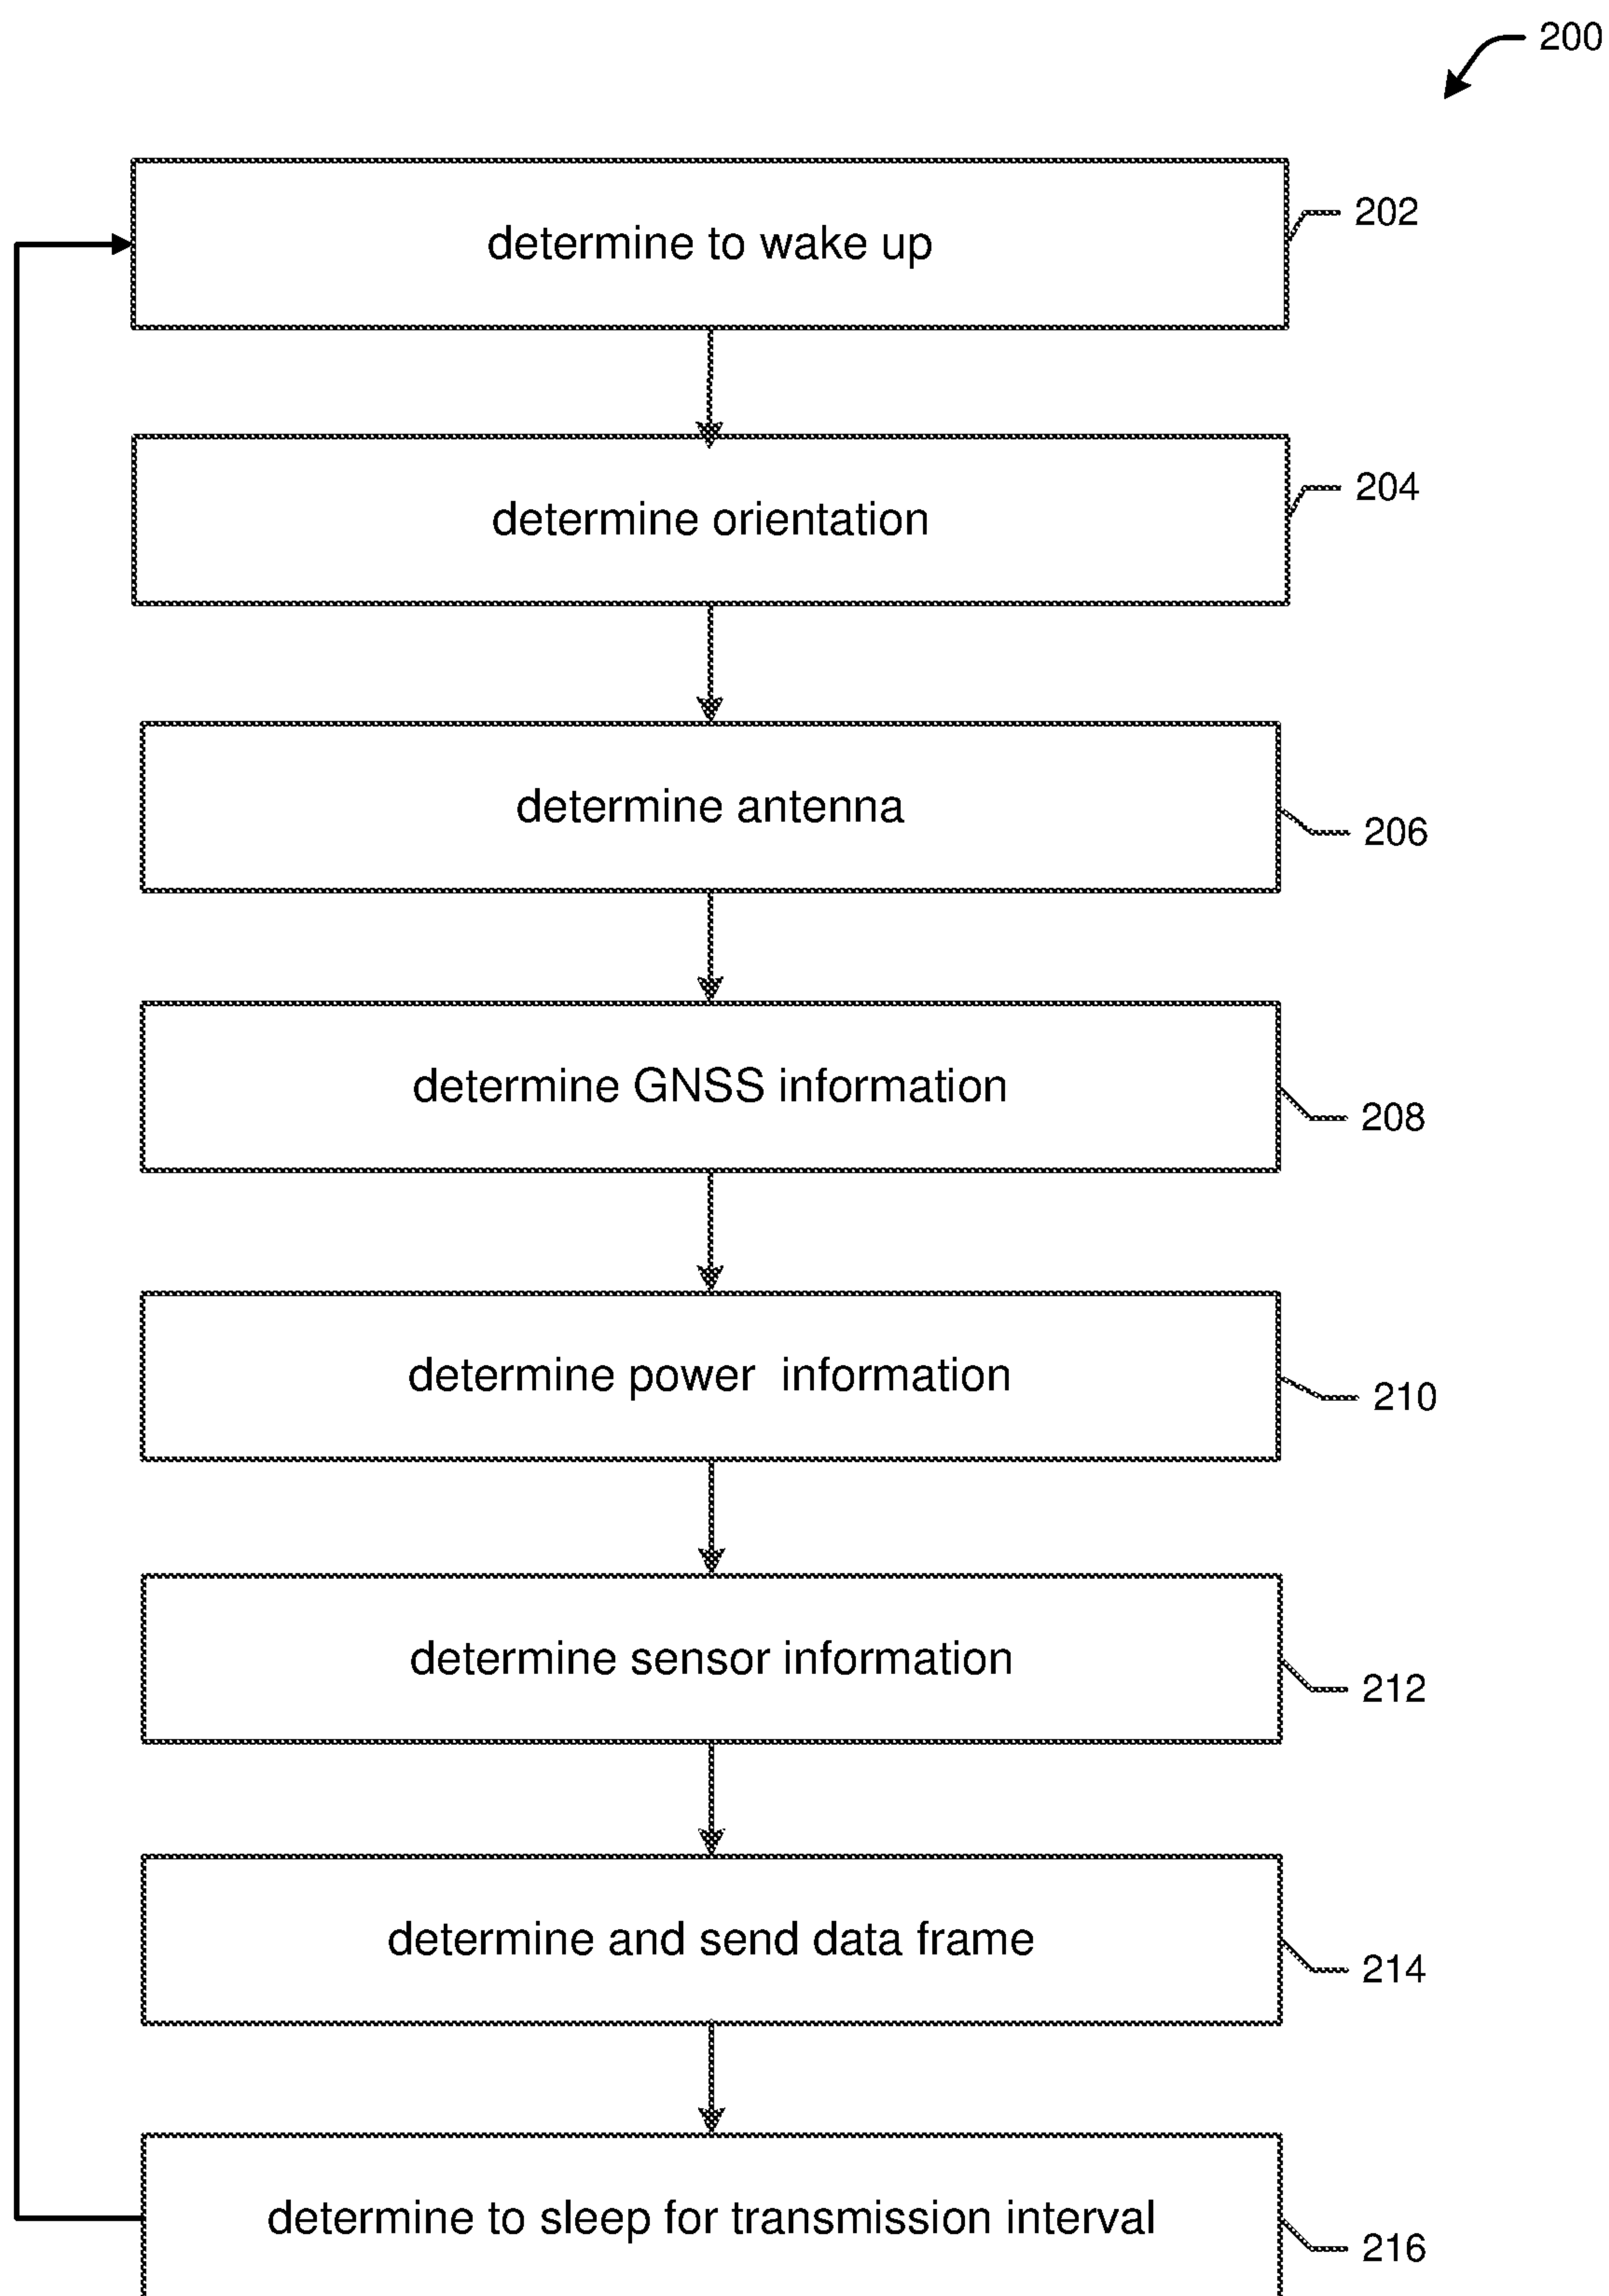 200
determine to wake up
202
determine orientation
204
determine antenna
206
determine GNSS information
208
determine power information
210
determine sensor information
212
determine and send data frame
214
determine to sleep for transmission interval
216